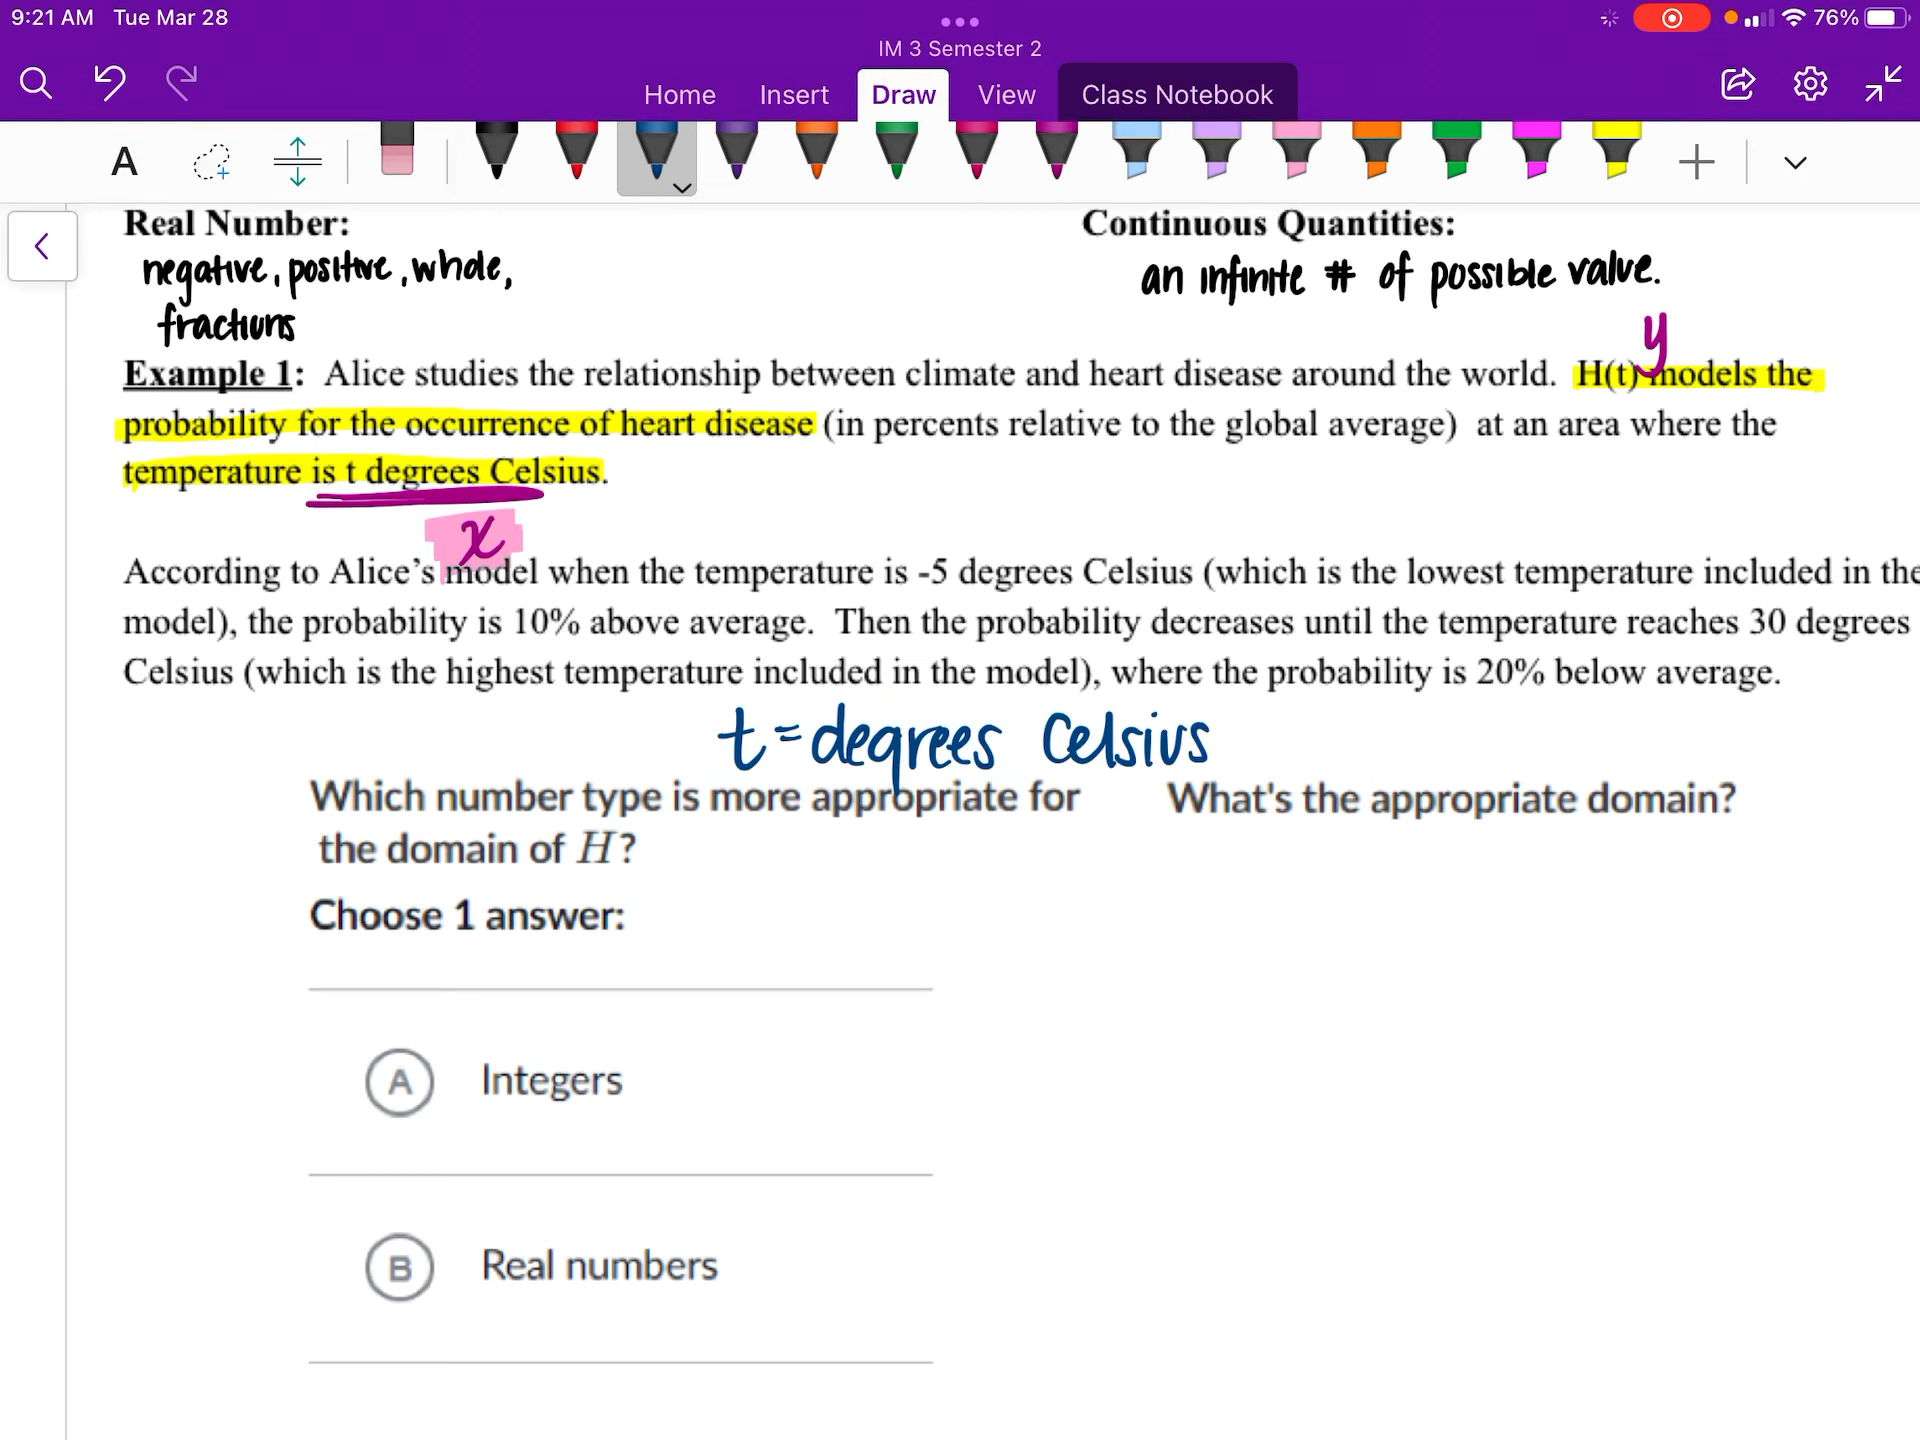 9:21 AM Tue Mar 28
76%
IM 3 Semester 2
Home Insert Draw View Class Notebook
A
Real Number:
negative, positive, whole,
fractions
Continuous Quantities:
an infinite # of possible value.
y
Example 1: Alice studies the relationship between climate and heart disease around the world. H(t) models the
probability for the occurrence of heart disease (in percents relative to the global average) at an area where the
temperature is t degrees Celsius.
x
According to Alice's model when the temperature is -5 degrees Celsius (which is the lowest temperature included in the
model), the probability is 10% above average. Then the probability decreases until the temperature reaches 30 degrees
Celsius (which is the highest temperature included in the model), where the probability is 20% below average.
t = degrees Celsius
Which number type is more appropriate for
the domain of H?
What's the appropriate domain?
Choose 1 answer:
A Integers
B Real numbers